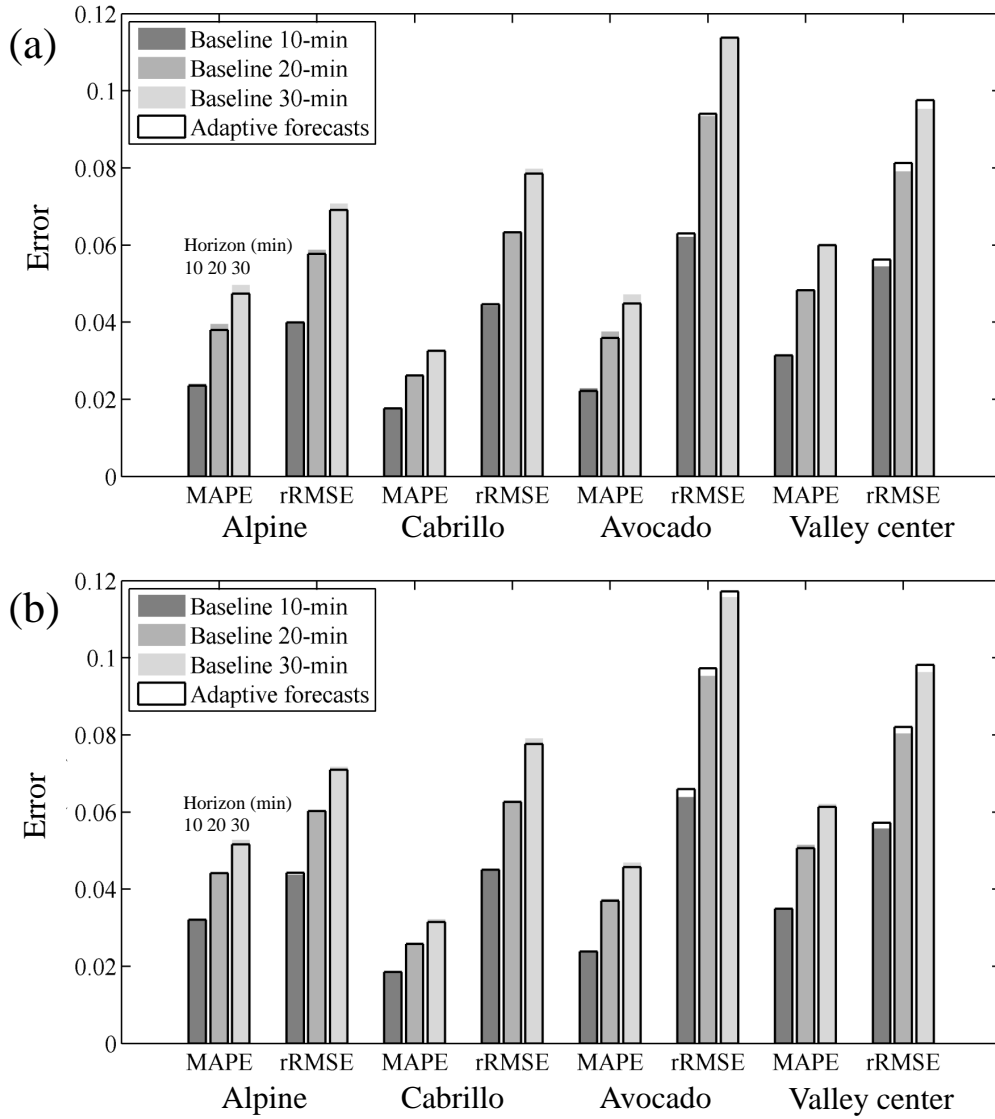 (a)
0.12
0.1
0.08
0.06
0.04
0.02
0
Error
Baseline 10-min
Baseline 20-min
Baseline 30-min
Adaptive forecasts
Horizon (min)
10 20 30
MAPE rRMSE MAPE rRMSE MAPE rRMSE MAPE rRMSE
Alpine Cabrillo Avocado Valley center
(b)
0.12
0.1
0.08
0.06
0.04
0.02
0
Error
Baseline 10-min
Baseline 20-min
Baseline 30-min
Adaptive forecasts
Horizon (min)
10 20 30
MAPE rRMSE MAPE rRMSE MAPE rRMSE MAPE rRMSE
Alpine Cabrillo Avocado Valley center